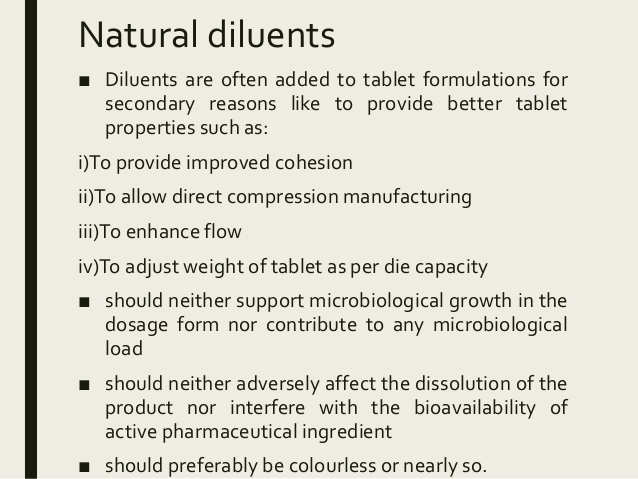 Natural diluents
■ Diluents are often added to tablet formulations for
secondary reasons like to provide better tablet
properties such as:
i)To provide improved cohesion
ii)To allow direct compression manufacturing
iii)To enhance flow
iv)To adjust weight of tablet as per die capacity
■ should neither support microbiological growth in the
dosage form nor contribute to any microbiological
load
■ should neither adversely affect the dissolution of the
product nor interfere with the bioavailability of
active pharmaceutical ingredient
■ should preferably be colourless or nearly so.